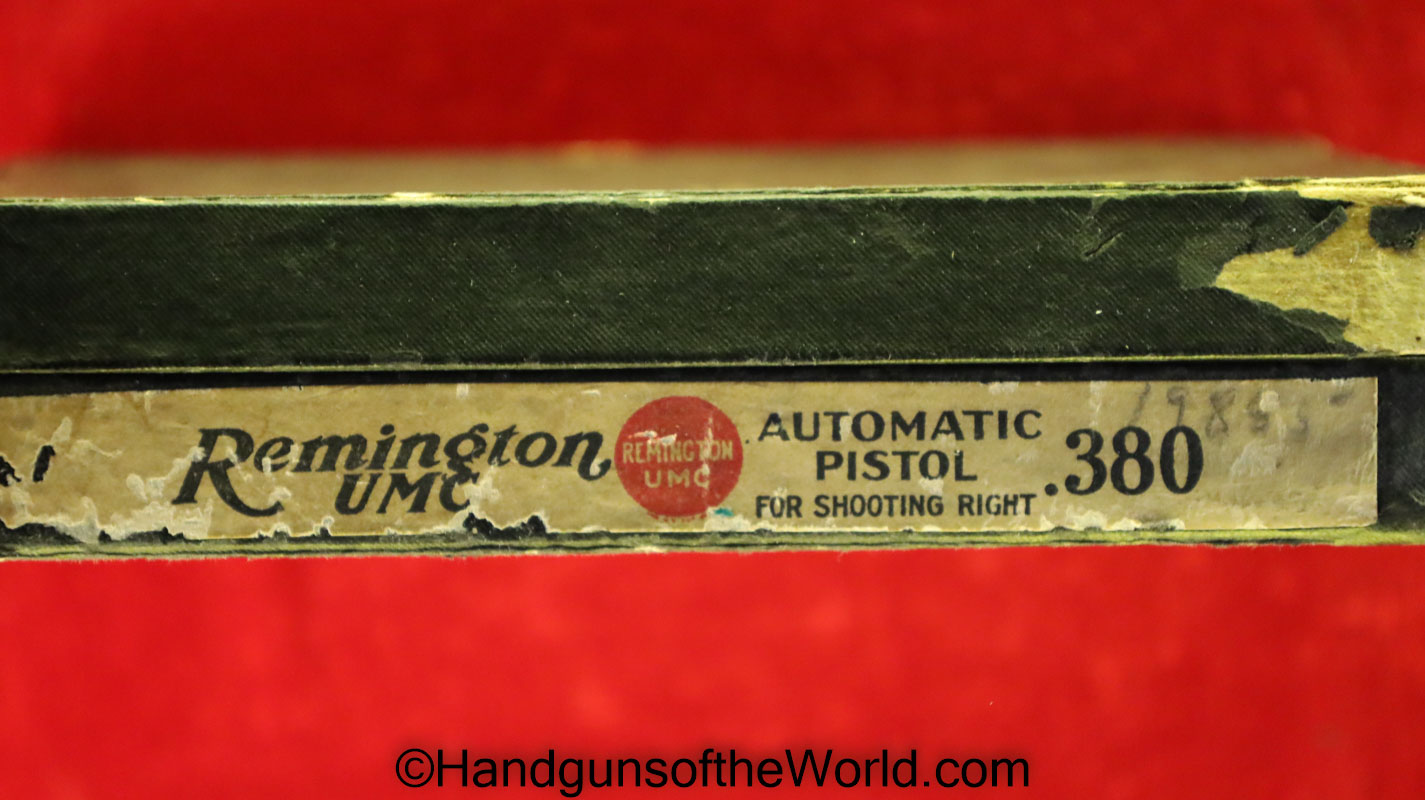 Remington
UMC
REMINGTON
UMC
AUTOMATIC
PISTOL
FOR SHOOTING RIGHT
.380
©HandgunsoftheWorld.com